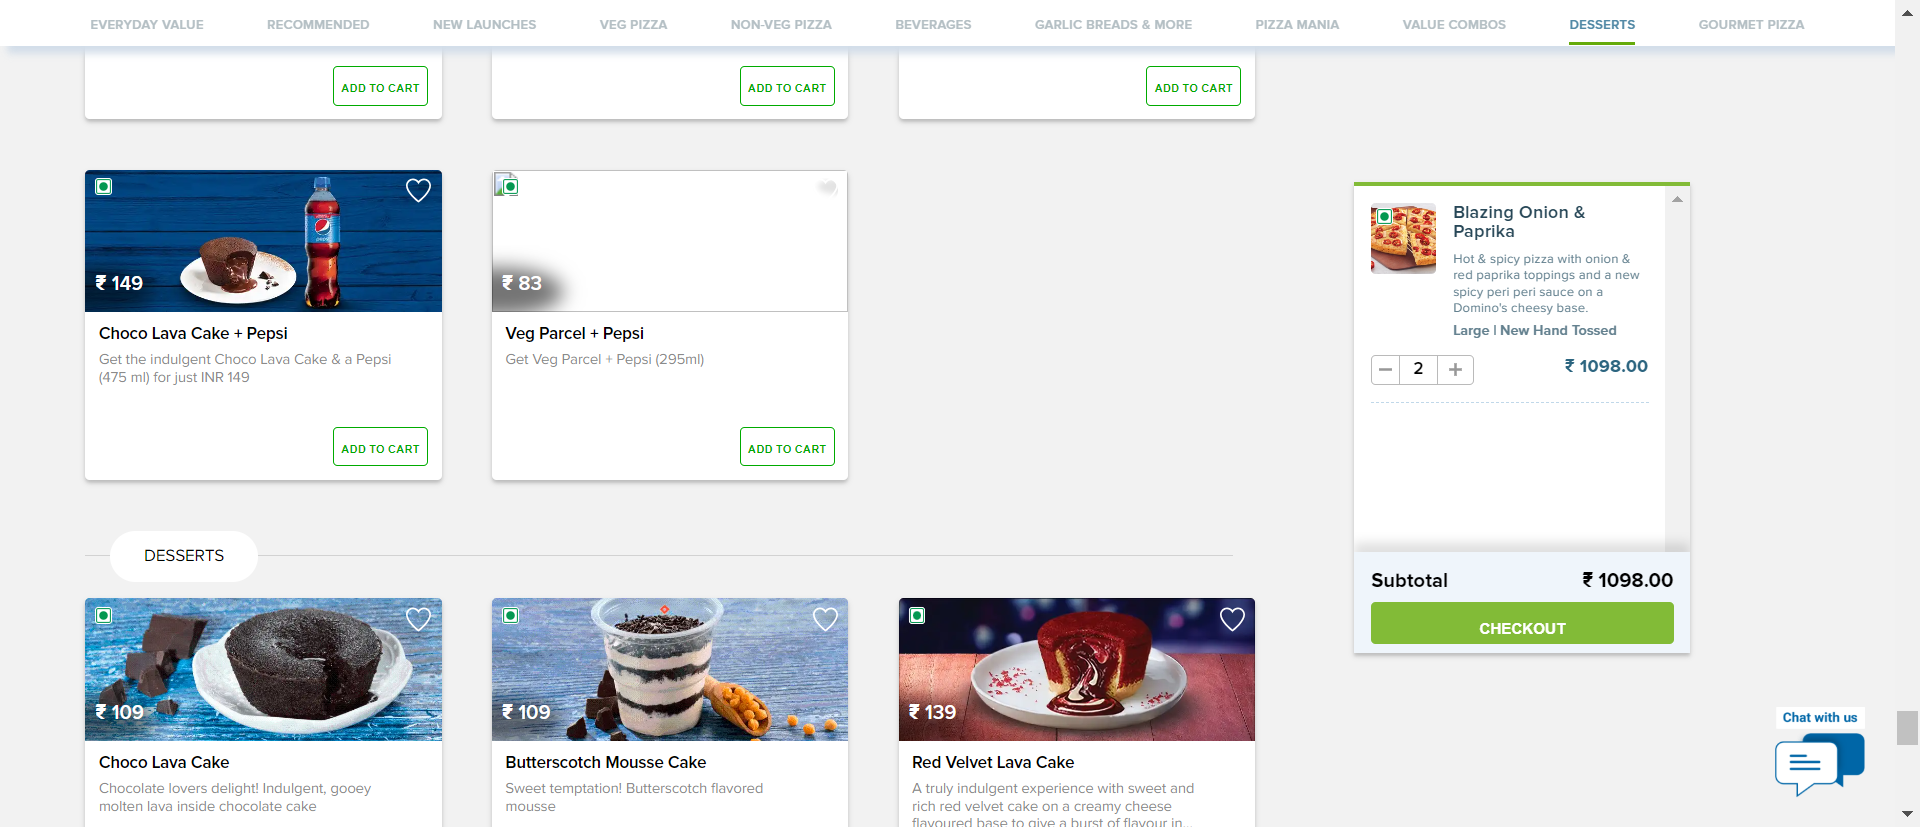 EVERYDAY VALUE RECOMMENDED NEW LAUNCHES VEG PIZZA NON-VEG PIZZA BEVERAGES GARLIC BREADS & MORE PIZZA MANIA VALUE COMBOS DESSERTS GOURMET PIZZA
ADD TO CART ADD TO CART ADD TO CART
₹ 149
Choco Lava Cake + Pepsi
Get the indulgent Choco Lava Cake & a Pepsi
(475 ml) for just INR 149
ADD TO CART
₹ 83
Veg Parcel + Pepsi
Get Veg Parcel + Pepsi (295ml)
ADD TO CART
DESSERTS
₹ 109
Choco Lava Cake
Chocolate lovers delight! Indulgent, gooey
molten lava inside chocolate cake
₹ 109
Butterscotch Mousse Cake
Sweet temptation! Butterscotch flavored
mousse
₹ 139
Red Velvet Lava Cake
A truly indulgent experience with sweet and
rich red velvet cake on a creamy cheese
flavoured base to give a burst of flavour in...
Blazing Onion &
Paprika
Hot & spicy pizza with onion &
red paprika toppings and a new
spicy peri peri sauce on a
Domino's cheesy base.
Large | New Hand Tossed
2 ₹ 1098.00
Subtotal ₹ 1098.00
CHECKOUT
Chat with us